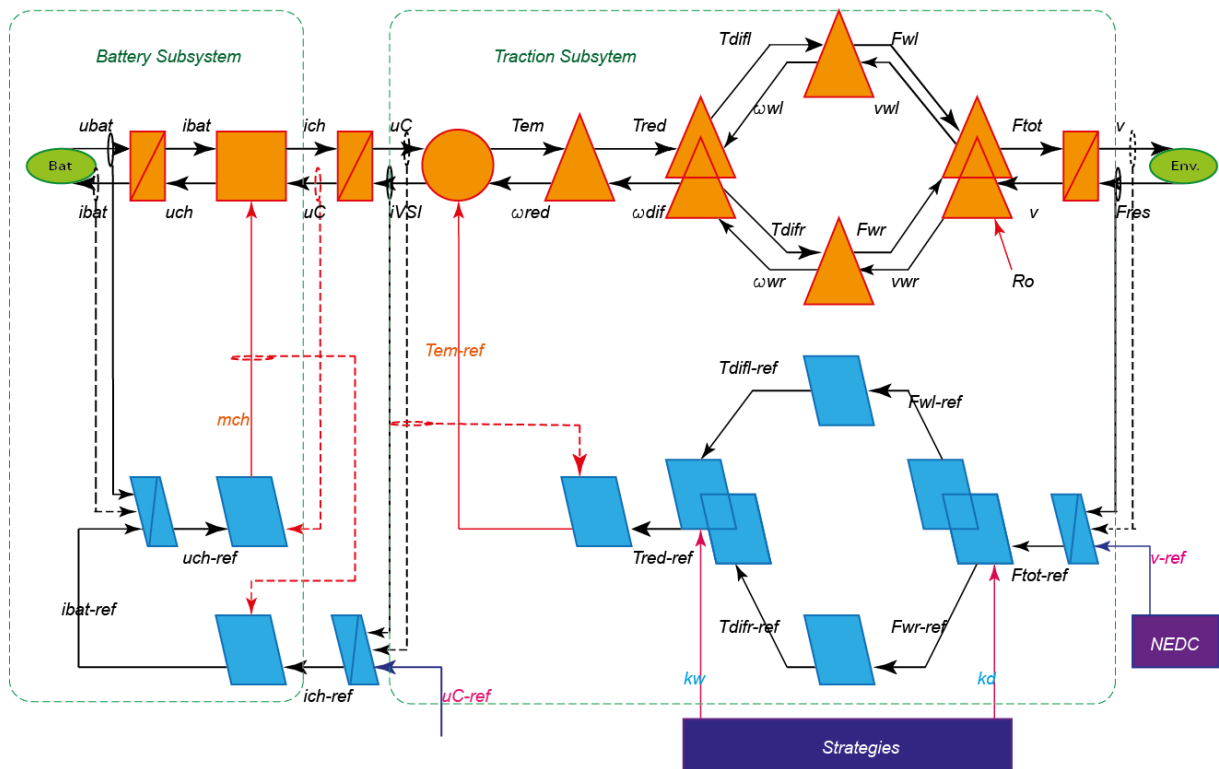 Battery Subsystem
Traction Subsytem
Tdifl
Fwl
ωwl
vwl
ubat
ibat
ich
uC
Tem
Tred
Ftot
v
Bat
Env.
ibat
uch
uC
iVSI
ωred
ωdif
v
Fres
Tdifr
Fwr
ωwr
vwr
Ro
Tem-ref
Tdifl-ref
Fwl-ref
mch
uch-ref
Tred-ref
Ftot-ref
v-ref
ibat-ref
Tdifr-ref
Fwr-ref
NEDC
ich-ref
uC-ref
kw
kd
Strategies